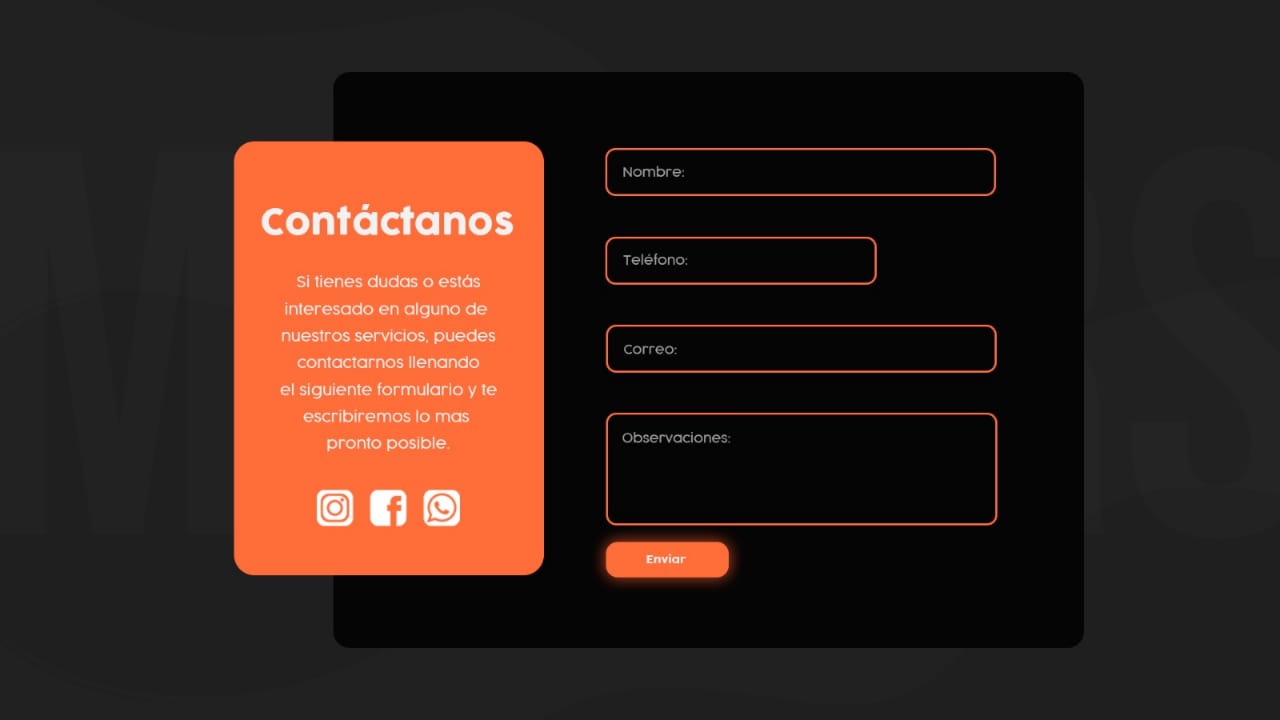 Contáctanos
Si tienes dudas o estás
interesado en alguno de
nuestros servicios, puedes
contactarnos llenando
el siguiente formulario y te
escribiremos lo mas
pronto posible.
Nombre:
Teléfono:
Correo:
Observaciones:
Enviar